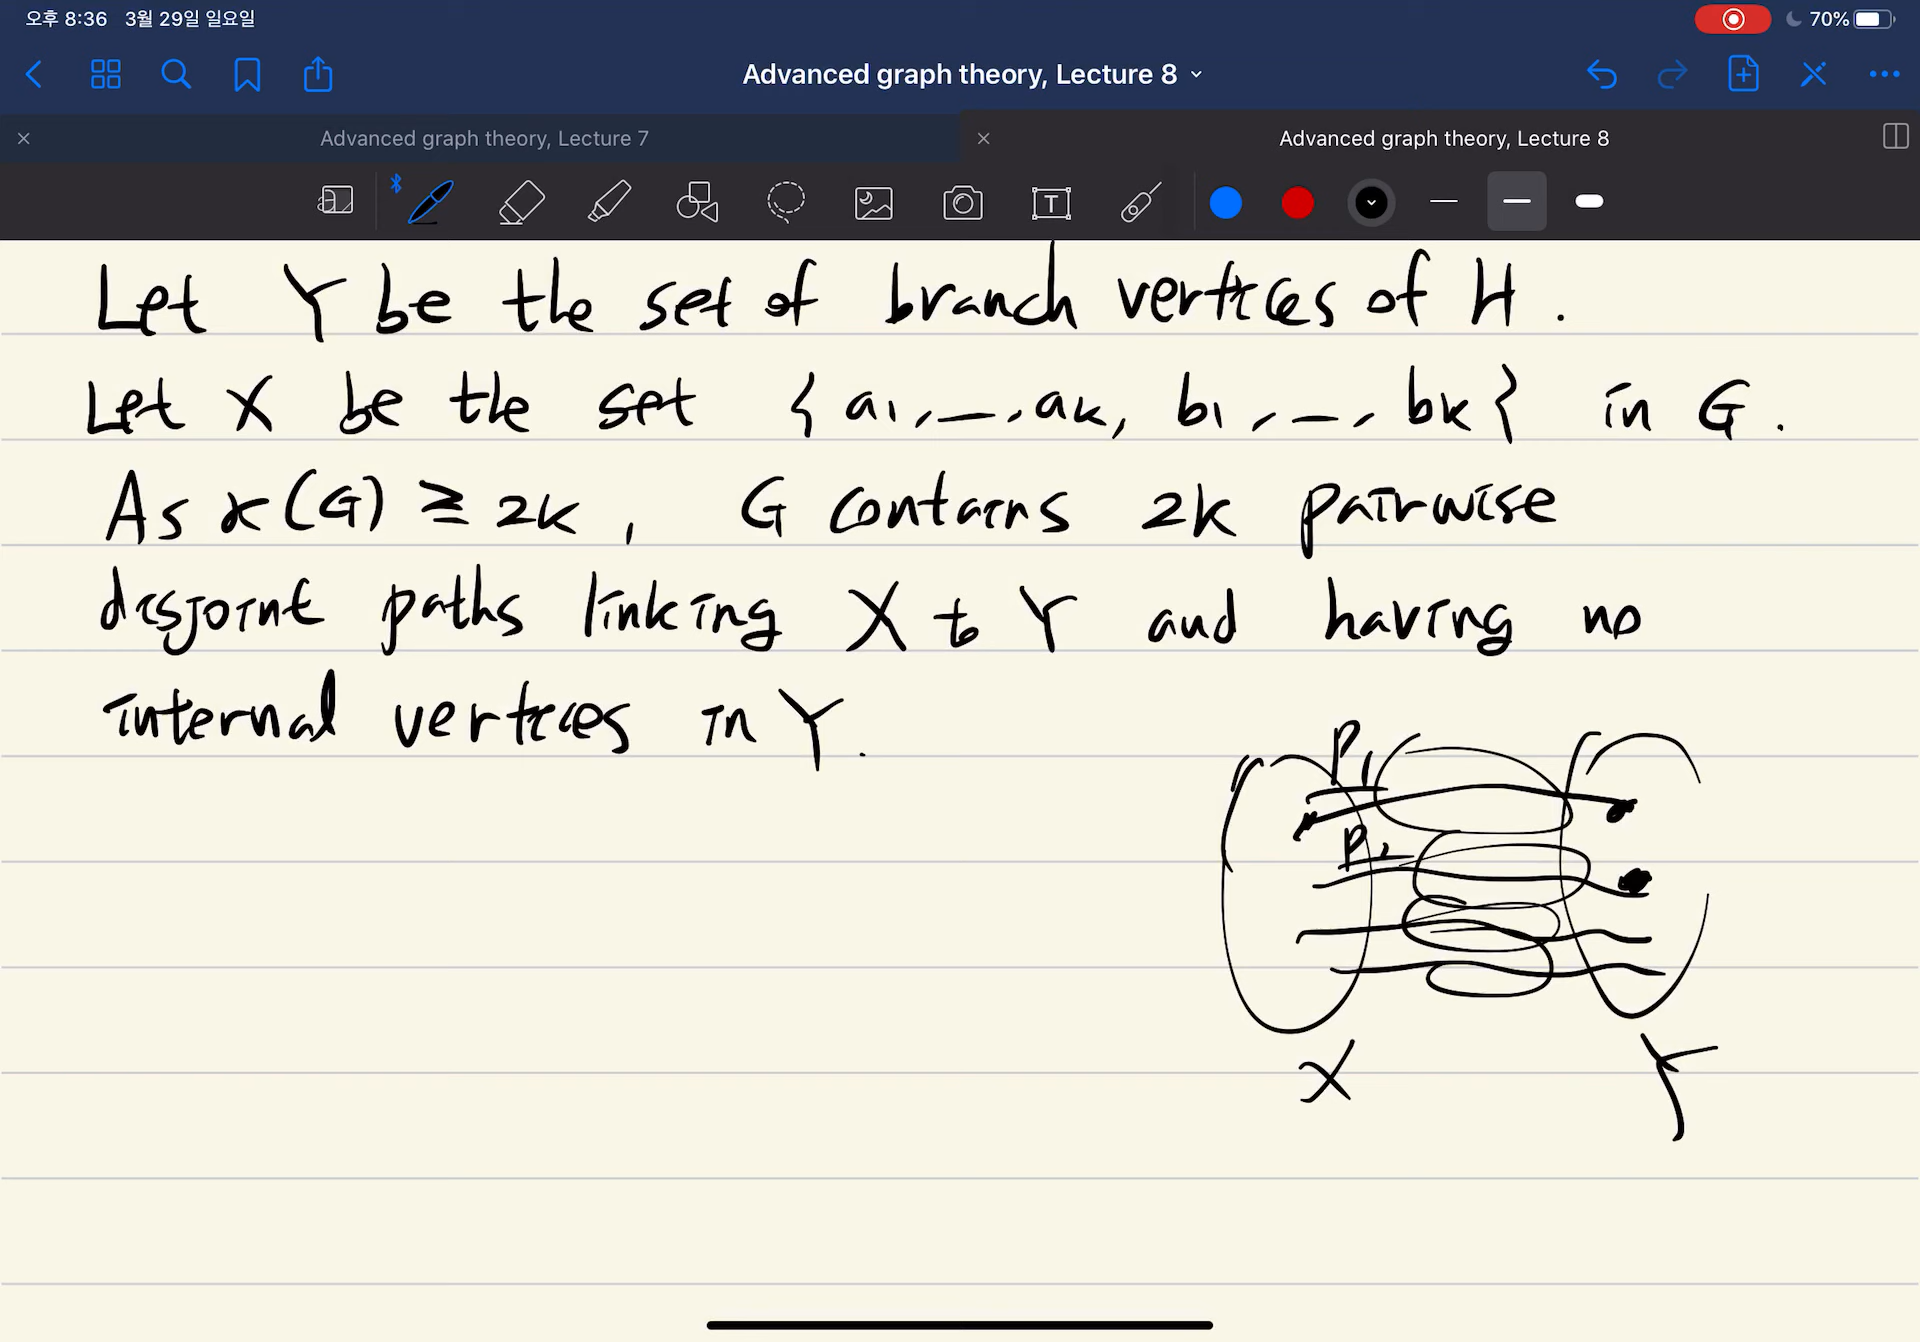 오후 8:36 3월 29일 일요일
70%
Advanced graph theory, Lecture 8
Advanced graph theory, Lecture 7
Advanced graph theory, Lecture 8
Let Y be the set of branch vertices of H.
Let X be the set {a1, –, ak, b1, –, bk} in G.
As κ(G) ≥ 2k, G contains 2k pairwise
disjoint paths linking X to Y and having no
internal vertices in Y.
P1
P2
X
Y